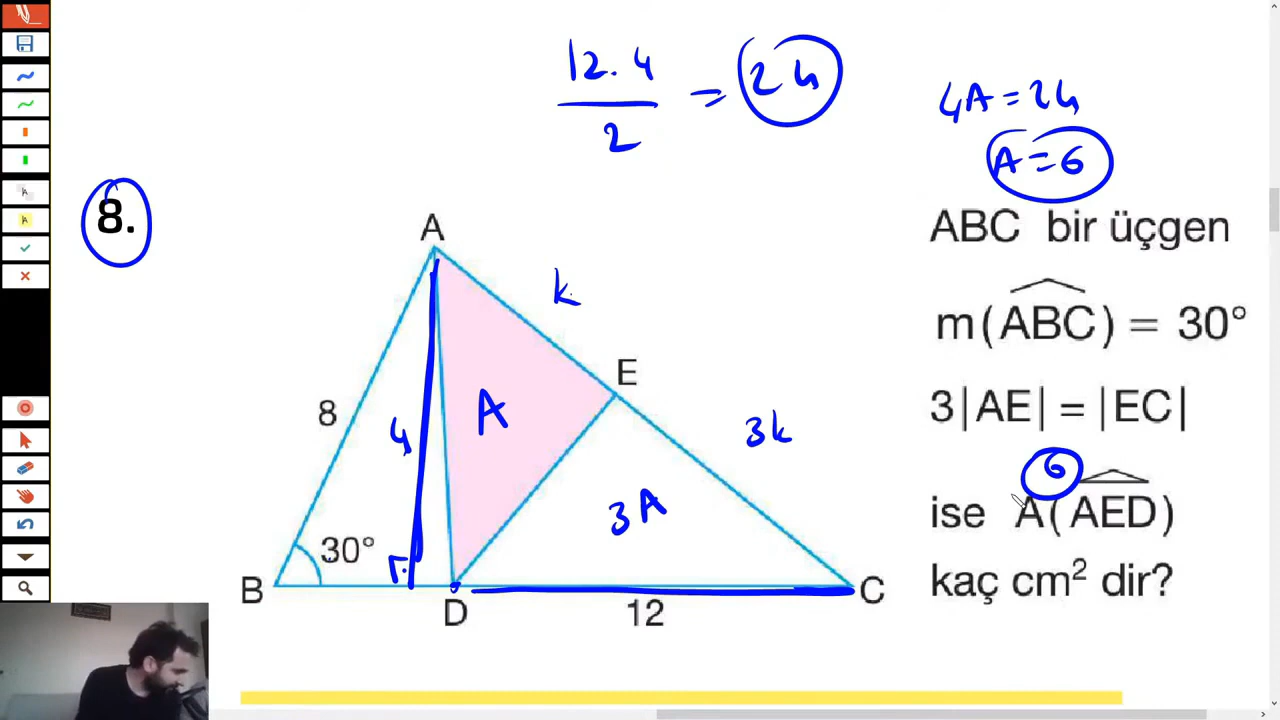 12.4
2
= 24
4A = 24
A = 6
8.
ABC bir üçgen
m(ABC) = 30°
3|AE| = |EC|
6
ise A(AED)
kaç cm² dir?
A
k
E
8
4
A
3k
3A
30°
B
D
12
C